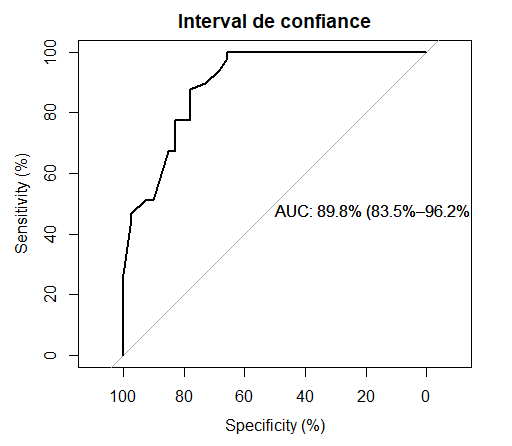 Interval de confiance
100
80
60
40
20
0
Sensitivity (%)
AUC: 89.8% (83.5%–96.2%
100 80 60 40 20 0
Specificity (%)